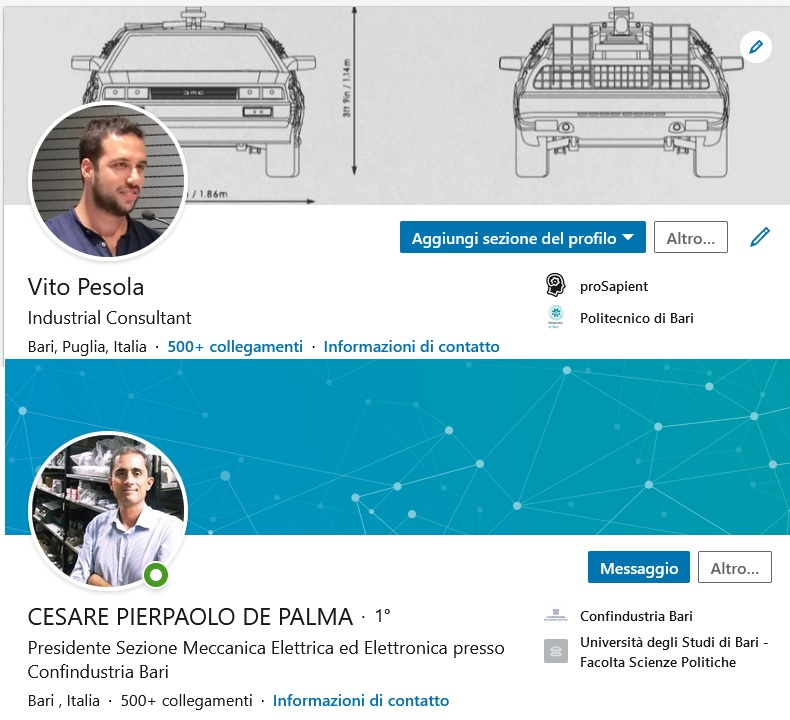 DMC
3ft 9in / 1,14m
/ 1.86m
Aggiungi sezione del profilo
Altro...
Vito Pesola
Industrial Consultant
Bari, Puglia, Italia · 500+ collegamenti · Informazioni di contatto
proSapient
Politecnico di Bari
Messaggio
Altro...
CESARE PIERPAOLO DE PALMA · 1°
Presidente Sezione Meccanica Elettrica ed Elettronica presso
Confindustria Bari
Bari , Italia · 500+ collegamenti · Informazioni di contatto
Confindustria Bari
Università degli Studi di Bari -
Facolta Scienze Politiche